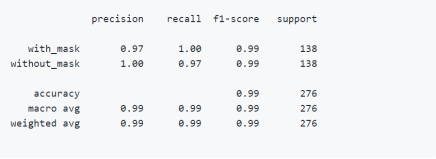 precision recall f1-score support
with_mask 0.97 1.00 0.99 138
without_mask 1.00 0.97 0.99 138
accuracy 0.99 276
macro avg 0.99 0.99 0.99 276
weighted avg 0.99 0.99 0.99 276